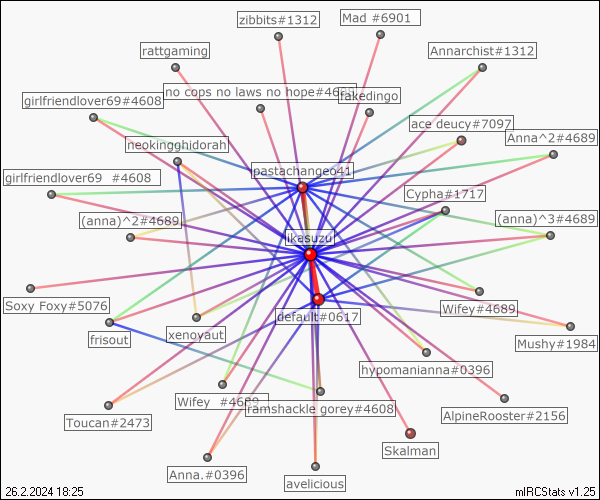 zibbits#1312
Mad #6901
rattgaming
Annarchist#1312
no cops no laws no hope#46
fakedingo
girlfriendlover69#4608
ace deucy#7097
Anna^2#4689
neokingghidorah
pastachangeo41
girlfriendlover69 #4608
Cypha#1717
(anna)^2#4689
(anna)^3#4689
ikasuzu
Soxy Foxy#5076
Wifey#4689
default#0617
xenoyaut
frisout
Mushy#1984
hypomanianna#0396
Wifey #4689
ramshackle gorey#4608
Toucan#2473
AlpineRooster#2156
Skalman
Anna.#0396
avelicious
26.2.2024 18:25
mIRCStats v1.25